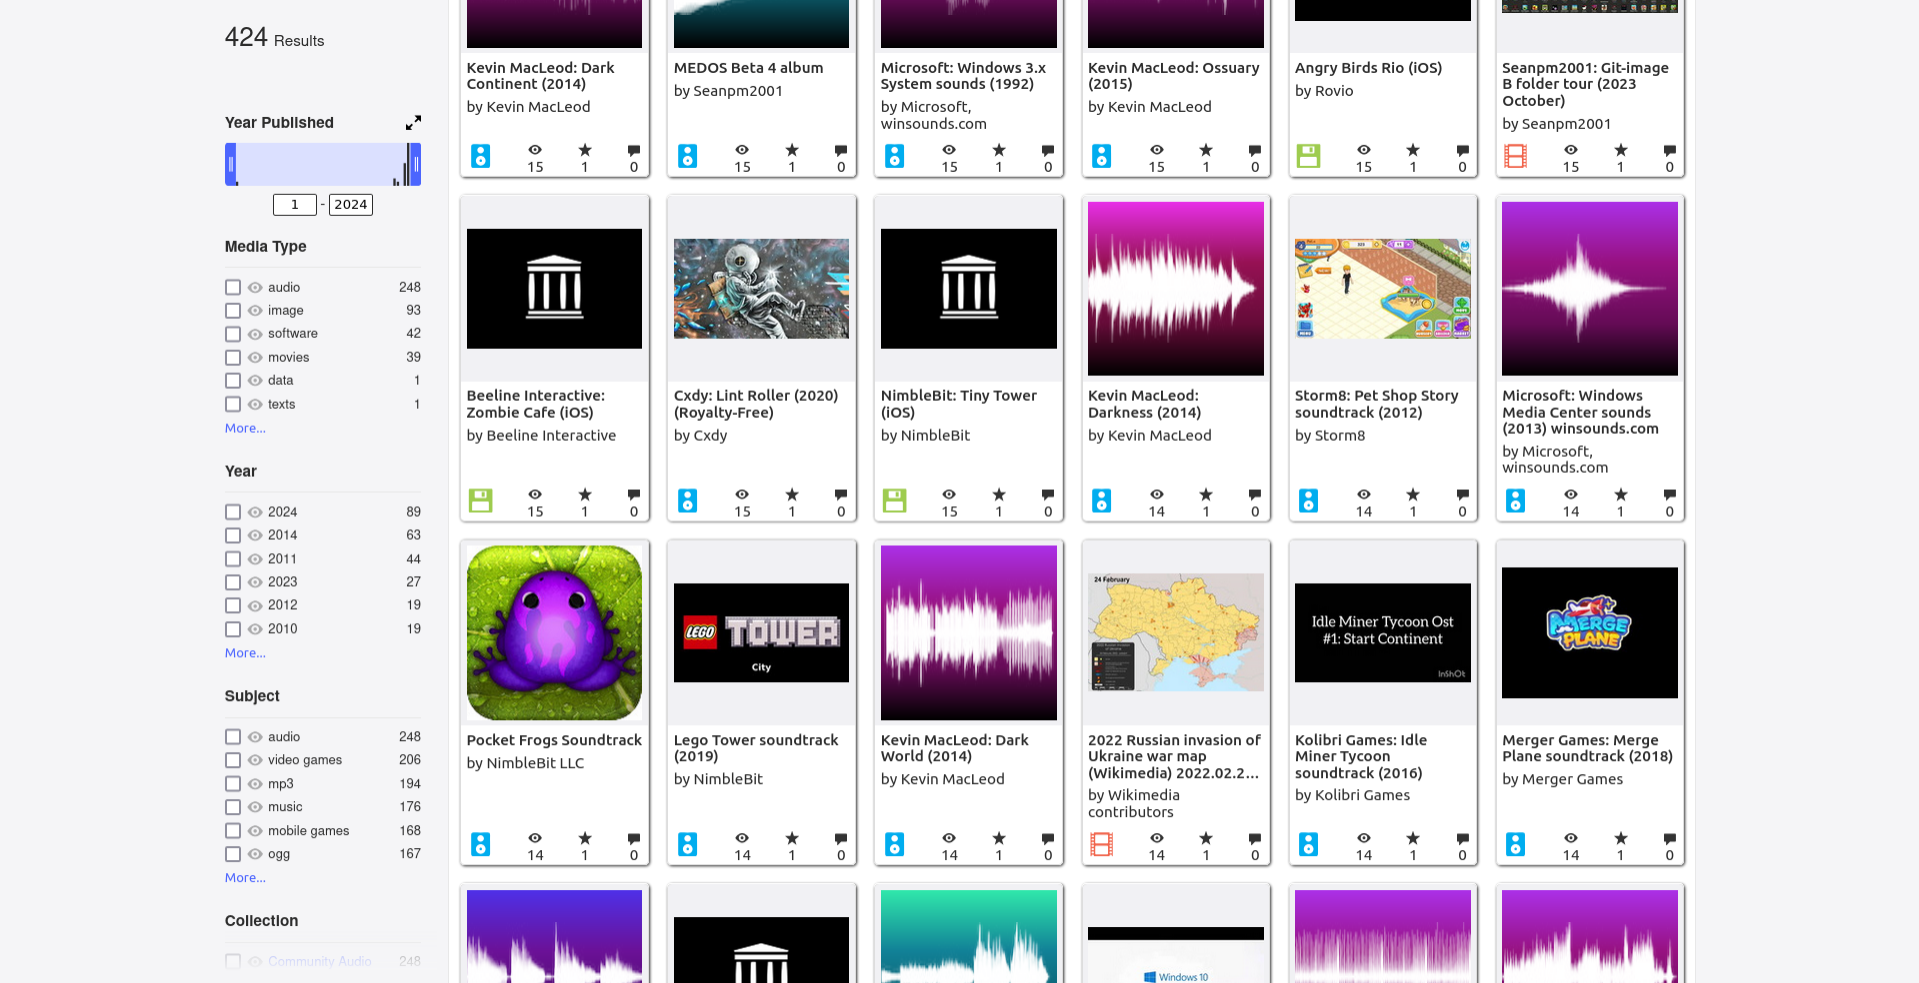 424 Results
Year Published
1 - 2024
Media Type
audio 248
image 93
software 42
movies 39
data 1
texts 1
More...
Year
2024 89
2014 63
2011 44
2023 27
2012 19
2010 19
More...
Subject
audio 248
video games 206
mp3 194
music 176
mobile games 168
ogg 167
More...
Collection
Community Audio 248
Kevin MacLeod: Dark
Continent (2014)
by Kevin MacLeod
15 1 0
MEDOS Beta 4 album
by Seanpm2001
15 1 0
Microsoft: Windows 3.x
System sounds (1992)
by Microsoft,
winsounds.com
15 1 0
Kevin MacLeod: Ossuary
(2015)
by Kevin MacLeod
15 1 0
Angry Birds Rio (iOS)
by Rovio
15 1 0
Seanpm2001: Git-image
B folder tour (2023
October)
by Seanpm2001
15 1 0
Beeline Interactive:
Zombie Cafe (iOS)
by Beeline Interactive
15 1 0
Cxdy: Lint Roller (2020)
(Royalty-Free)
by Cxdy
15 1 0
NimbleBit: Tiny Tower
(iOS)
by NimbleBit
15 1 0
Kevin MacLeod:
Darkness (2014)
by Kevin MacLeod
14 1 0
Storm8: Pet Shop Story
soundtrack (2012)
by Storm8
14 1 0
Microsoft: Windows
Media Center sounds
(2013) winsounds.com
by Microsoft,
winsounds.com
14 1 0
Pocket Frogs Soundtrack
by NimbleBit LLC
14 1 0
LEGO TOWER
City
Lego Tower soundtrack
(2019)
by NimbleBit
14 1 0
Kevin MacLeod: Dark
World (2014)
by Kevin MacLeod
14 1 0
24 February
2022 Russian invasion of
Ukraine war map
(Wikimedia) 2022.02.2...
by Wikimedia
contributors
14 1 0
Idle Miner Tycoon Ost
#1: Start Continent
InShOt
Kolibri Games: Idle
Miner Tycoon
soundtrack (2016)
by Kolibri Games
14 1 0
MERGE
PLANE
Merger Games: Merge
Plane soundtrack (2018)
by Merger Games
14 1 0
Windows 10